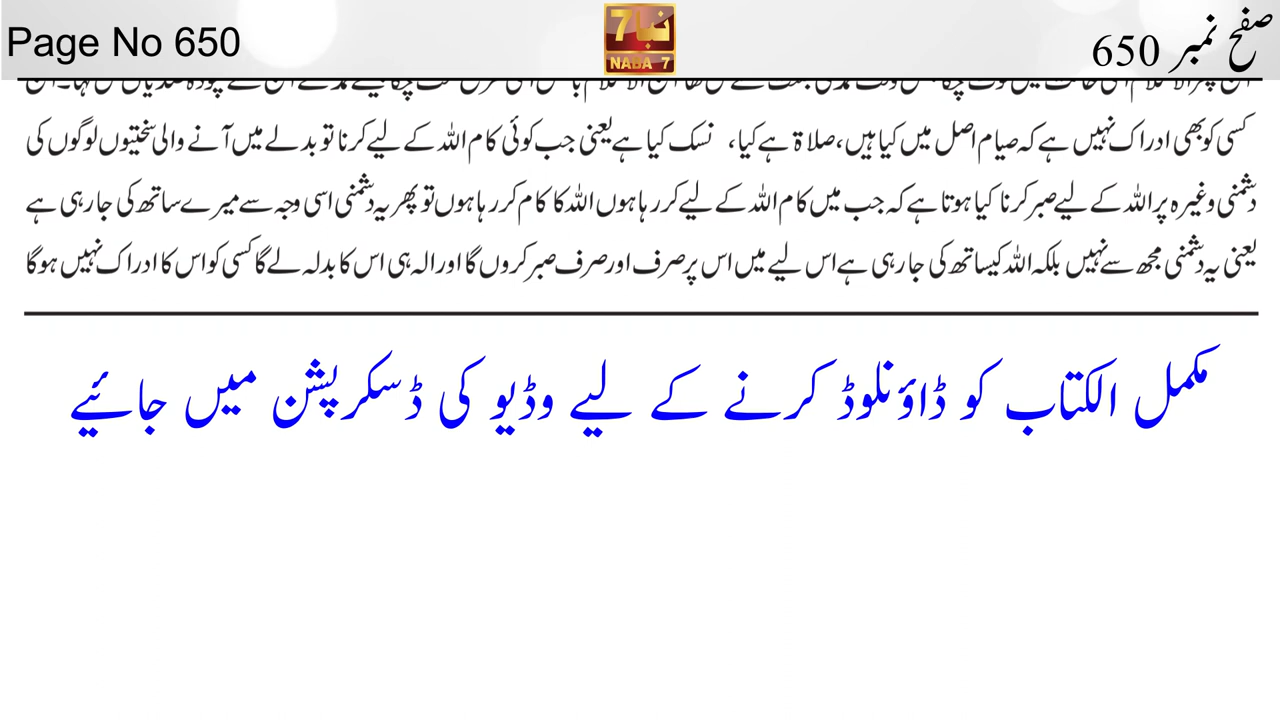 Page No 650
نبا 7
NABA 7
صفحہ نمبر 650
کسی کو بھی ادراک نہیں ہے کہ صیام اصل میں کیا ہیں، صلاۃ ہے کیا، نسک کیا ہے یعنی جب کوئی کام اللہ کے لیے کرنا تو بدلے میں آنے والی سختیوں لوگوں کی
دشمنی وغیرہ پر اللہ کے لیے صبر کرنا کیا ہوتا ہے کہ جب میں کام اللہ کے لیے کر رہا ہوں اللہ کا کام کر رہا ہوں تو پھر یہ دشمنی اسی وجہ سے میرے ساتھ کی جا رہی ہے
یعنی یہ دشمنی مجھ سے نہیں بلکہ اللہ کیساتھ کی جا رہی ہے اس لیے میں اس پر صرف اور صرف صبر کروں گا اور الہ ہی اس کا بدلہ لے گا کسی کو اس کا ادراک نہیں ہوگا
مکمل الکتاب کو ڈاؤنلوڈ کرنے کے لیے وڈیو کی ڈسکرپشن میں جائیے